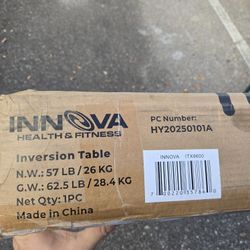 INNOVA
HEALTH & FITNESS
PC Number:
HY20250101A
Inversion Table
N.W.: 57 LB / 26 KG
G.W.: 62.5 LB / 28.4 KG
Net Qty: 1PC
Made in China
INNOVA ITX9600